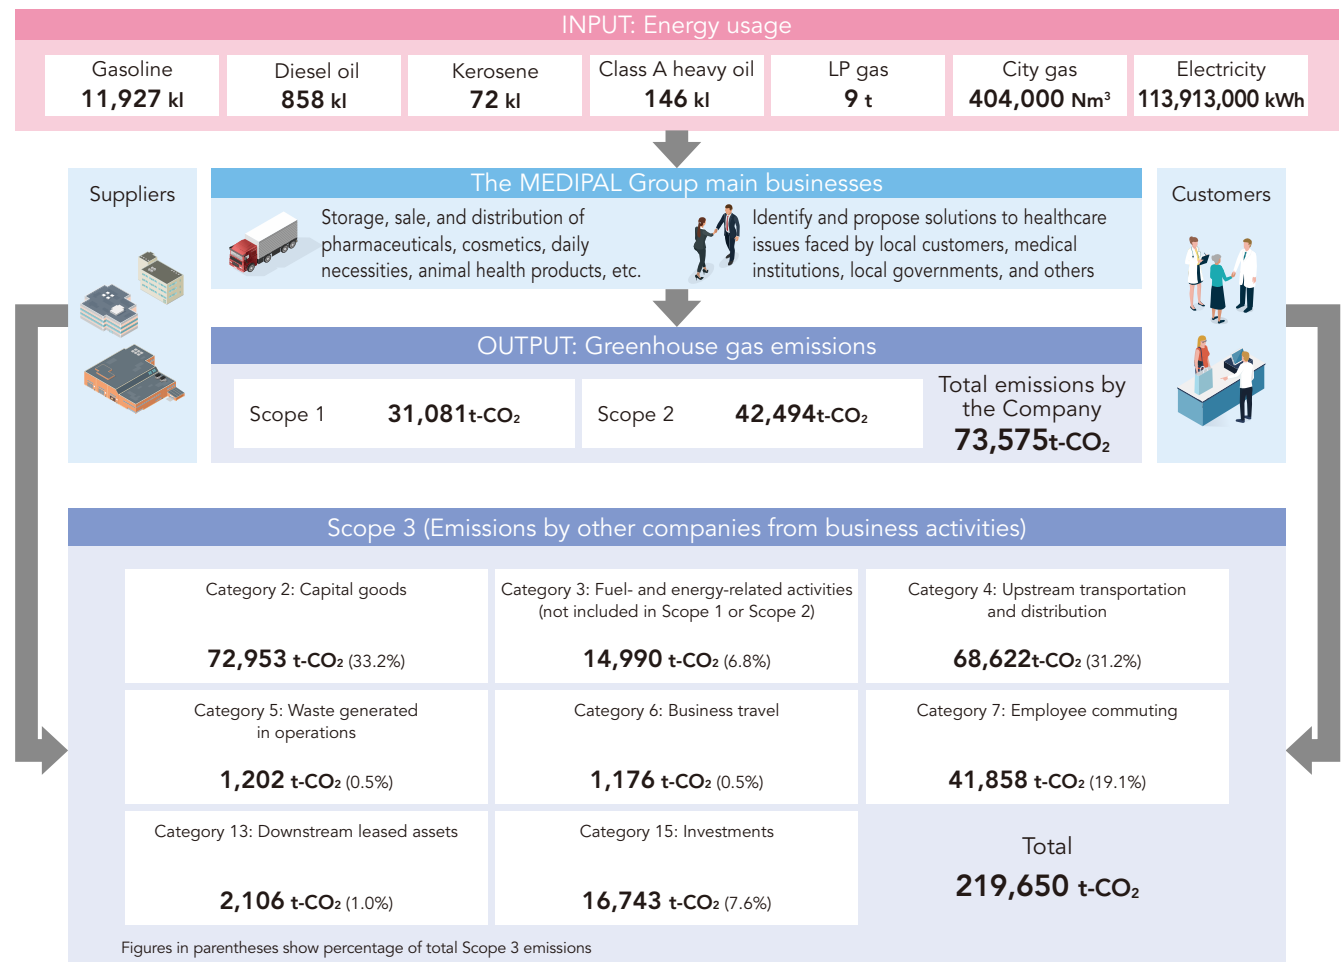 INPUT: Energy usage
Gasoline
11,927 kl
Diesel oil
858 kl
Kerosene
72 kl
Class A heavy oil
146 kl
LP gas
9 t
City gas
404,000 Nm³
Electricity
113,913,000 kWh
Suppliers
The MEDIPAL Group main businesses
Storage, sale, and distribution of
pharmaceuticals, cosmetics, daily
necessities, animal health products, etc.
Identify and propose solutions to healthcare
issues faced by local customers, medical
institutions, local governments, and others
Customers
OUTPUT: Greenhouse gas emissions
Scope 1 31,081t-CO₂
Scope 2 42,494t-CO₂
Total emissions by
the Company
73,575t-CO₂
Scope 3 (Emissions by other companies from business activities)
Category 2: Capital goods
72,953 t-CO₂ (33.2%)
Category 3: Fuel- and energy-related activities
(not included in Scope 1 or Scope 2)
14,990 t-CO₂ (6.8%)
Category 4: Upstream transportation
and distribution
68,622t-CO₂ (31.2%)
Category 5: Waste generated
in operations
1,202 t-CO₂ (0.5%)
Category 6: Business travel
1,176 t-CO₂ (0.5%)
Category 7: Employee commuting
41,858 t-CO₂ (19.1%)
Category 13: Downstream leased assets
2,106 t-CO₂ (1.0%)
Category 15: Investments
16,743 t-CO₂ (7.6%)
Total
219,650 t-CO₂
Figures in parentheses show percentage of total Scope 3 emissions